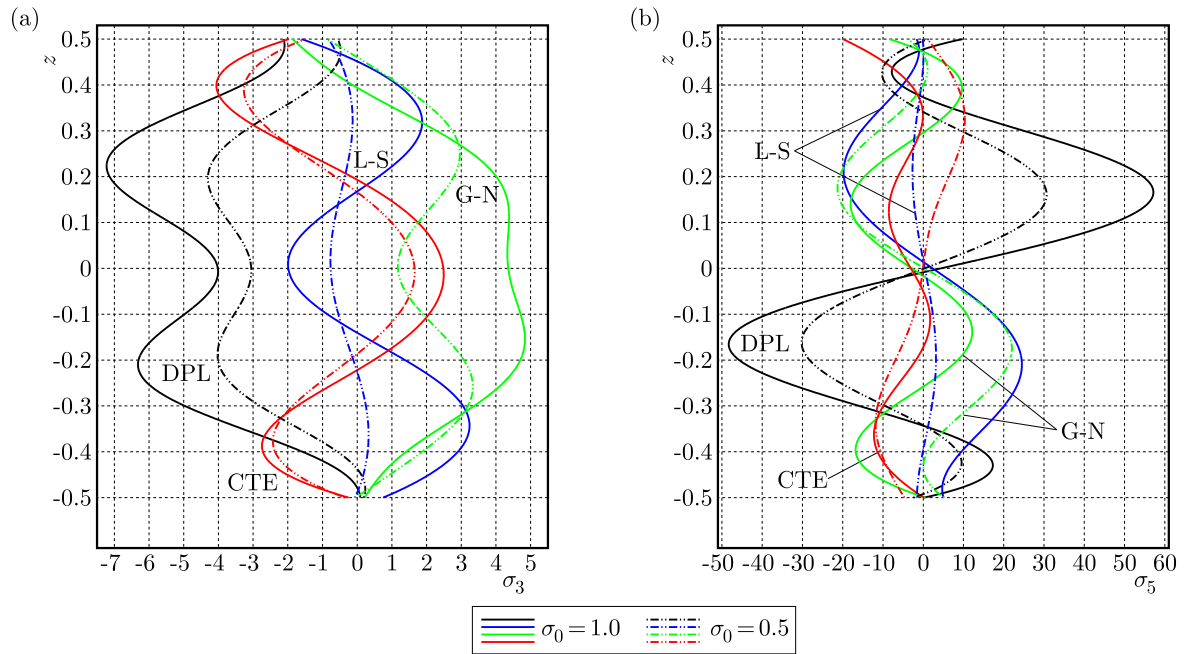 (a)
0.5
z
0.4
0.3
0.2
0.1
0
-0.1
-0.2
-0.3
-0.4
-0.5
L-S
G-N
DPL
CTE
-7 -6 -5 -4 -3 -2 -1 0 1 2 3 4 5
σ3
(b)
0.5
z
0.4
0.3
0.2
0.1
0
-0.1
-0.2
-0.3
-0.4
-0.5
L-S
DPL
G-N
CTE
-50 -40 -30 -20 -10 0 10 20 30 40 50 60
σ5
σ0 = 1.0 σ0 = 0.5